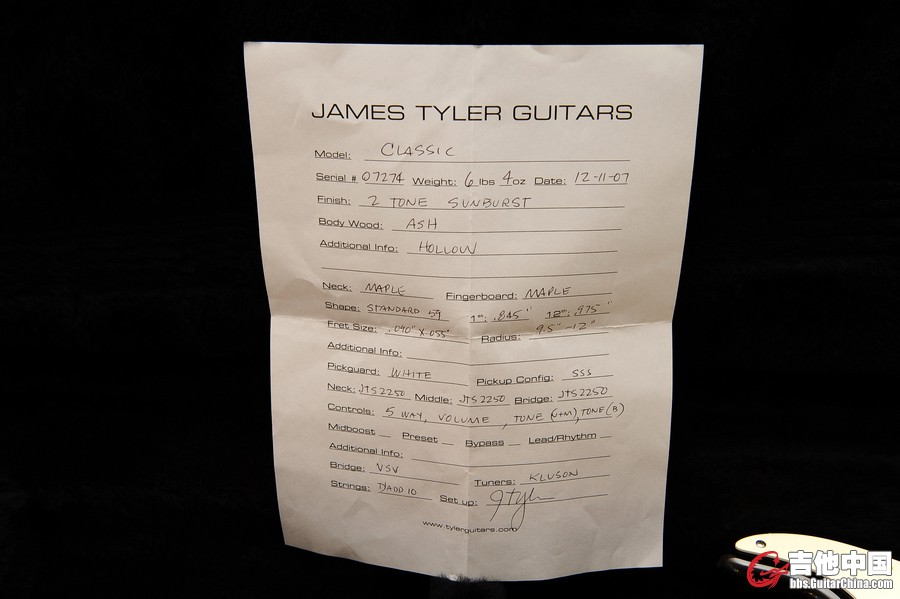 JAMES TYLER GUITARS
Model: CLASSIC
Serial # 07274 Weight: 6 lbs 4oz Date: 12-11-07
Finish: 2 TONE SUNBURST
Body Wood: ASH
Additional Info: HOLLOW
Neck: MAPLE Fingerboard: MAPLE
Shape: STANDARD 59 1st: .845" 12th: .975"
Fret Size: .090" X .055" Radius: 9.5"-12"
Additional Info:
Pickguard: WHITE Pickup Config: SSS
Neck: JTS2250 Middle: JTS2250 Bridge: JTS2250
Controls: 5 WAY, VOLUME, TONE (N+M), TONE (B)
Midboost Preset Bypass Lead/Rhythm
Additional Info:
Bridge: VSV Tuners: KLUSON
Strings: D'ADD 10 Set up:
www.tylerguitars.com
吉他中国
bbs.GuitarChina.com